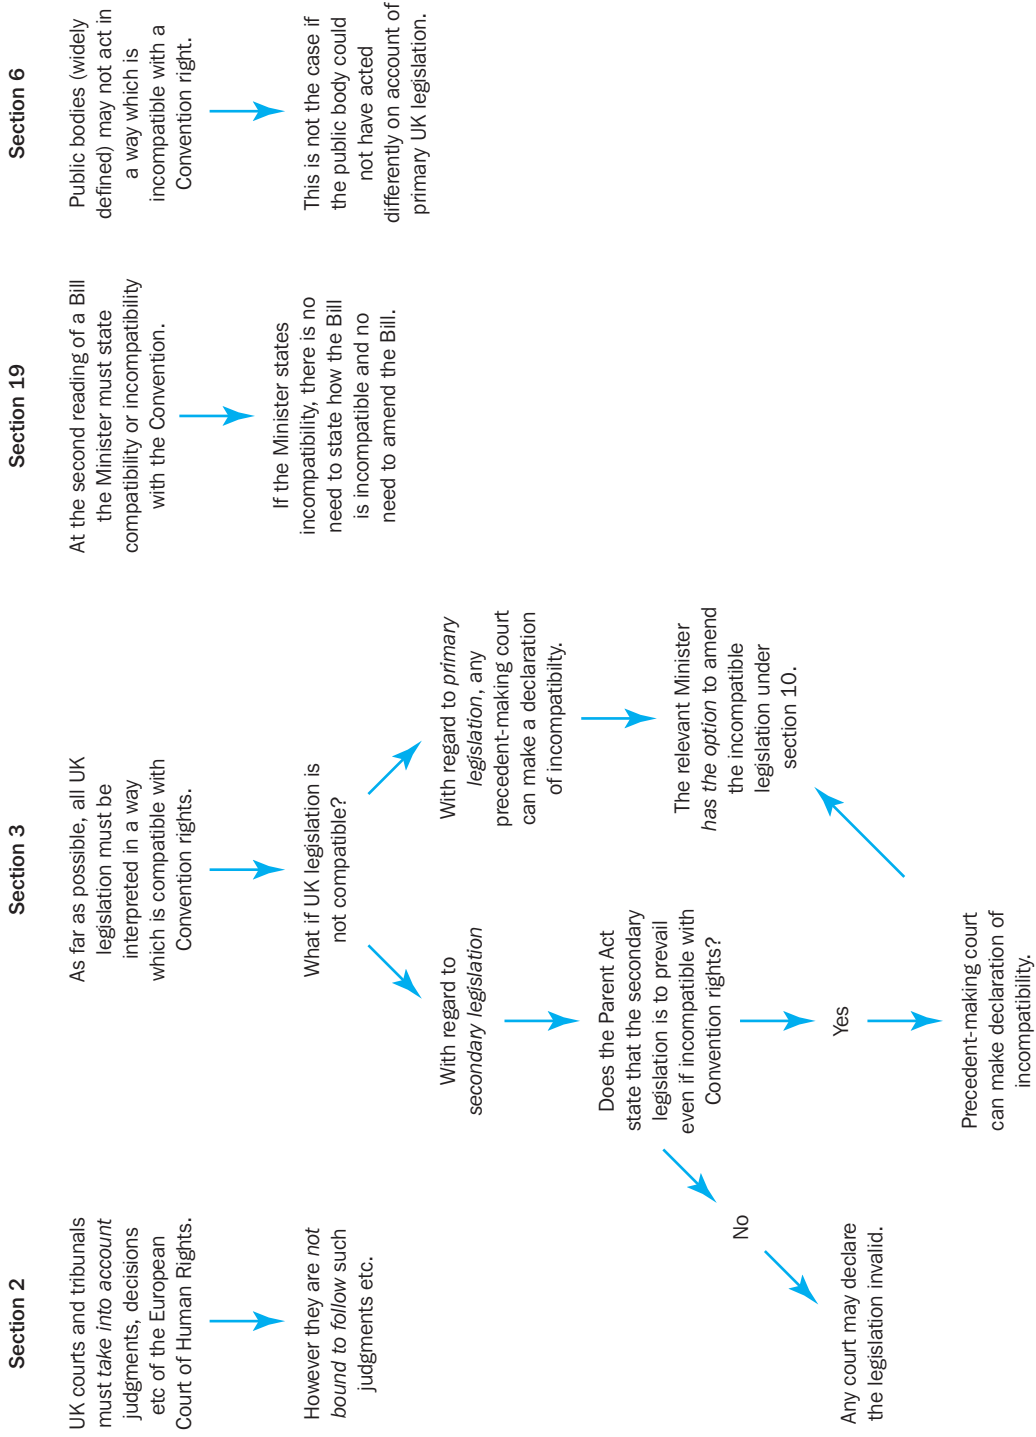 Section 2
UK courts and tribunals
must take into account
judgments, decisions
etc of the European
Court of Human Rights.
However they are not
bound to follow such
judgments etc.
Section 3
As far as possible, all UK
legislation must be
interpreted in a way
which is compatible with
Convention rights.
What if UK legislation is
not compatible?
With regard to
secondary legislation
Does the Parent Act
state that the secondary
legislation is to prevail
even if incompatible with
Convention rights?
No
Any court may declare
the legislation invalid.
Yes
Precedent-making court
can make declaration of
incompatibility.
With regard to primary
legislation, any
precedent-making court
can make a declaration
of incompatibilty.
The relevant Minister
has the option to amend
the incompatible
legislation under
section 10.
Section 19
At the second reading of a Bill
the Minister must state
compatibility or incompatibility
with the Convention.
If the Minister states
incompatibility, there is no
need to state how the Bill
is incompatible and no
need to amend the Bill.
Section 6
Public bodies (widely
defined) may not act in
a way which is
incompatible with a
Convention right.
This is not the case if
the public body could
not have acted
differently on account of
primary UK legislation.